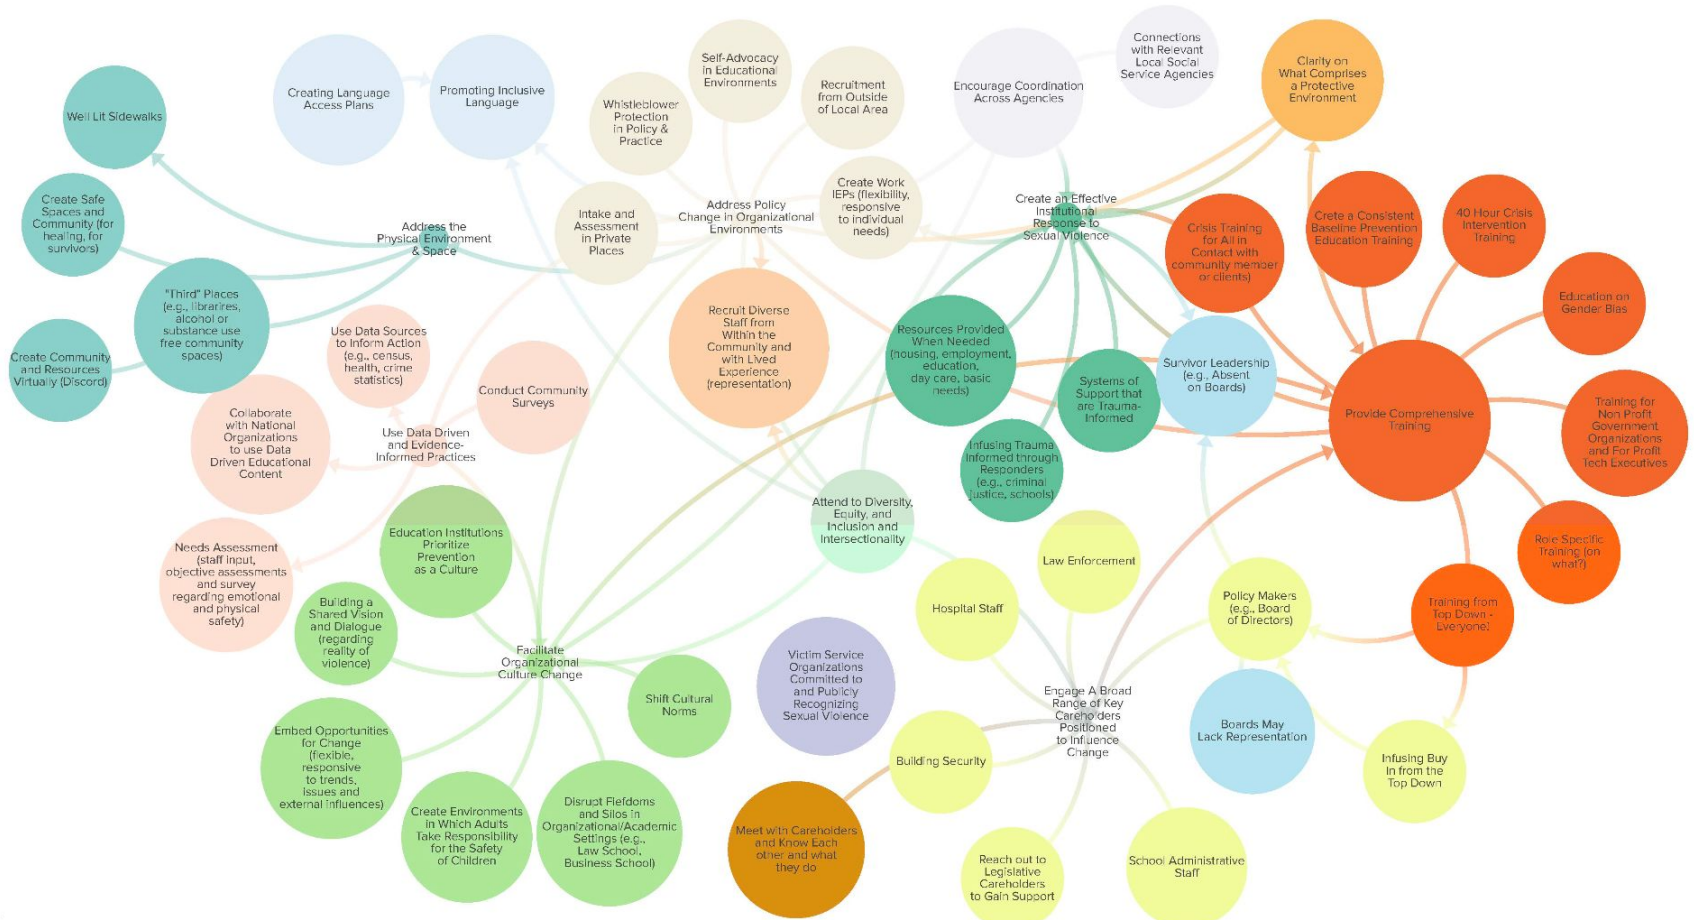 Connections
with Relevant
Local Social
Service Agencies
Self-Advocacy
in Educational
Environments
Clarity on
What Comprises
a Protective
Environment
Creating Language
Access Plans
Promoting Inclusive
Language
Recruitment
from Outside
of Local Area
Encourage Coordination
Across Agencies
Well Lit Sidewalks
Whistleblower
Protection
in Policy &
Practice
Create Safe
Spaces and
Community (for
healing, for
survivors)
Address the
Physical Environment
& Space
Intake and
Assessment
in Private
Places
Address Policy
Change in Organizational
Environments
Create Work
IEPs (flexibility,
responsive
to individual
needs)
Create an Effective
Institutional
Response to
Sexual Violence
Crisis Training
for All in
Contact with
community member
or clients)
Crete a Consistent
Baseline Prevention
Education Training
40 Hour Crisis
Intervention
Training
Education on
Gender Bias
"Third" Places
(e.g., librarires,
alcohol or
substance use
free community
spaces)
Create Community
and Resources
Virtually (Discord)
Use Data Sources
to Inform Action
(e.g., census,
health, crime
statistics)
Conduct Community
Surveys
Recruit Diverse
Staff from
Within the
Community and
with Lived
Experience
(representation)
Resources Provided
When Needed
(housing, employment,
education,
day care, basic
needs)
Systems of
Support that
are Trauma-
Informed
Survivor Leadership
(e.g., Absent
on Boards)
Provide Comprehensive
Training
Training for
Non Profit
Government
Organizations
and For Profit
Tech Executives
Collaborate
with National
Organizations
to use Data
Driven Educational
Content
Use Data Driven
and Evidence-
Informed Practices
Infusing Trauma
Informed through
Responders
(e.g., criminal
justice, schools)
Attend to Diversity,
Equity, and
Inclusion and
Intersectionality
Education Institutions
Prioritize
Prevention
as a Culture
Needs Assessment
(staff input,
objective assessments
and survey
regarding emotional
and physical
safety)
Law Enforcement
Role Specific
Training (on
what?)
Building a
Shared Vision
and Dialogue
(regarding
reality of
violence)
Hospital Staff
Policy Makers
(e.g., Board
of Directors)
Training from
Top Down -
Everyone!
Facilitate
Organizational
Culture Change
Victim Service
Organizations
Committed to
and Publicly
Recognizing
Sexual Violence
Shift Cultural
Norms
Engage A Broad
Range of Key
Careholders
Positioned
to Influence
Change
Boards May
Lack Representation
Embed Opportunities
for Change
(flexible,
responsive
to trends,
issues and
external influences)
Building Security
Infusing Buy
In from the
Top Down
Create Environments
in Which Adults
Take Responsibility
for the Safety
of Children
Disrupt Fiefdoms
and Silos in
Organizational/Academic
Settings (e.g.,
Law School,
Business School)
Meet with Careholders
and Know Each
other and what
they do
Reach out to
Legislative
Careholders
to Gain Support
School Administrative
Staff